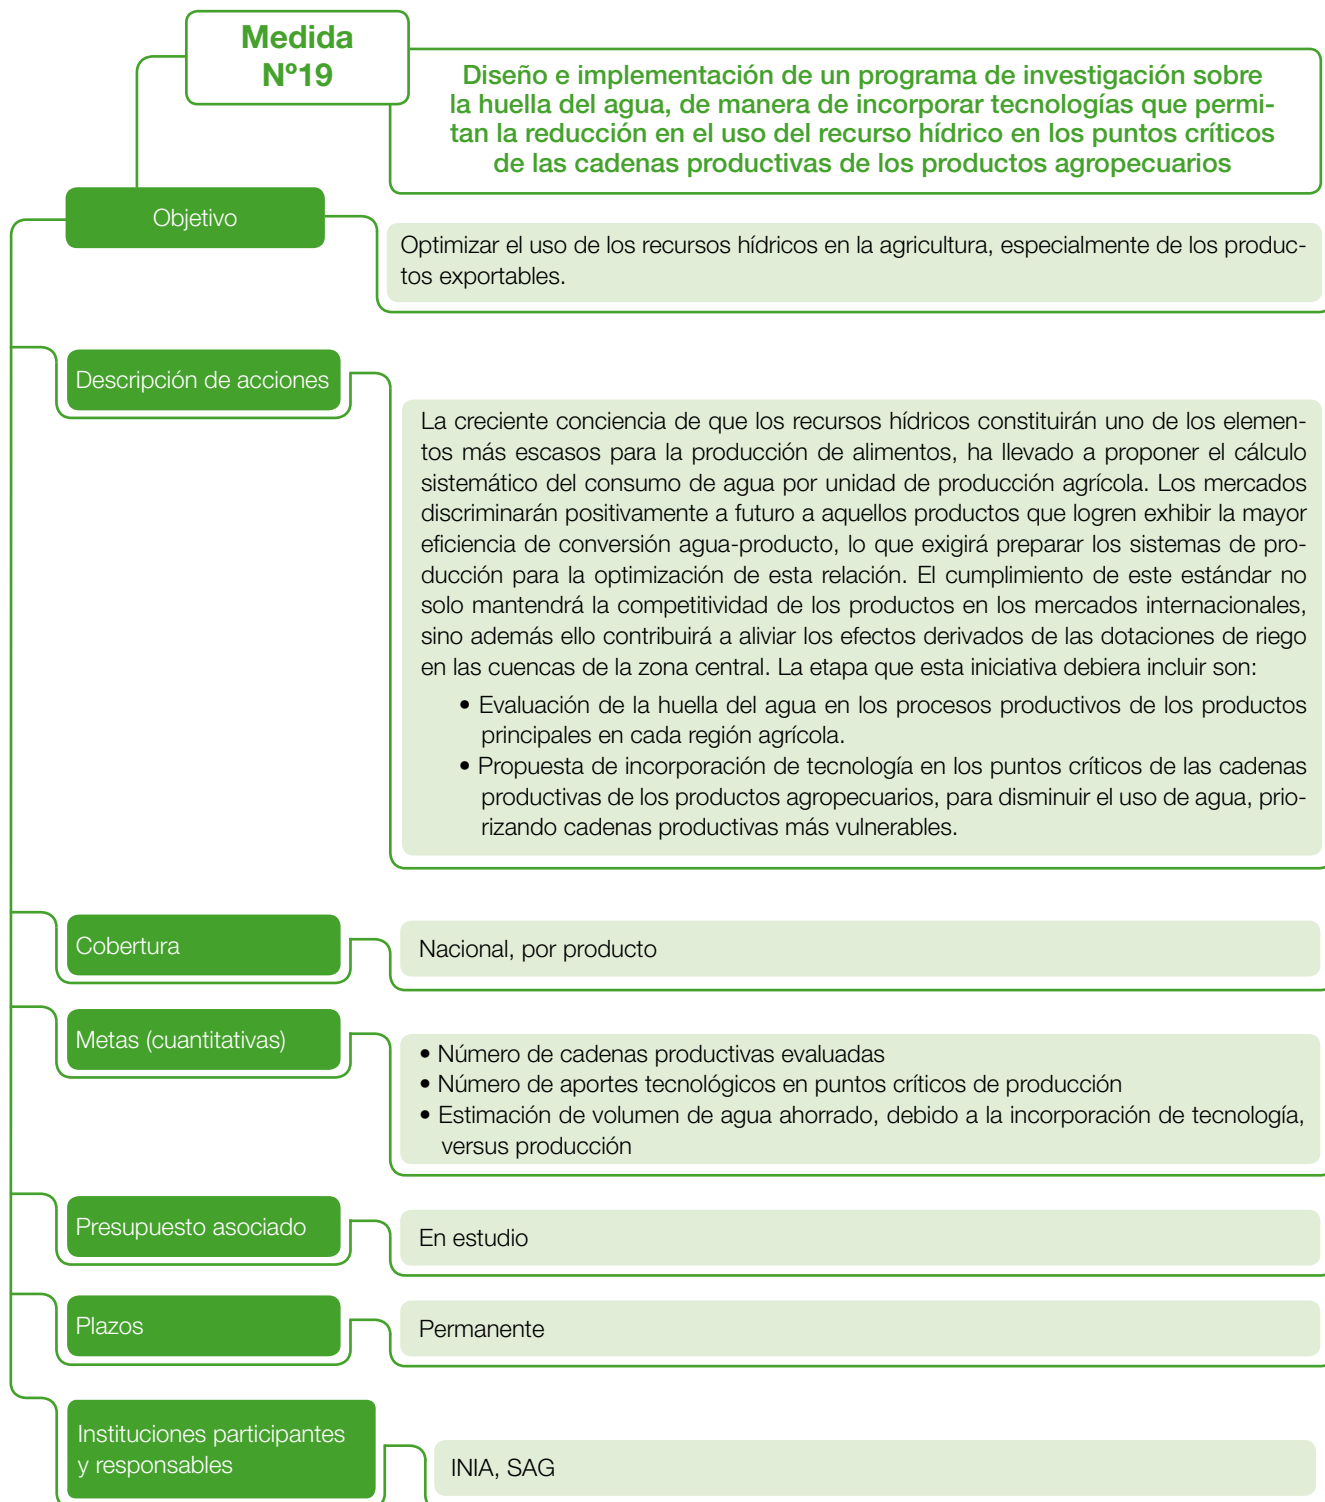 Medida
Nº19
Diseño e implementación de un programa de investigación sobre
la huella del agua, de manera de incorporar tecnologías que permi-
tan la reducción en el uso del recurso hídrico en los puntos críticos
de las cadenas productivas de los productos agropecuarios
Objetivo
Optimizar el uso de los recursos hídricos en la agricultura, especialmente de los produc-
tos exportables.
Descripción de acciones
La creciente conciencia de que los recursos hídricos constituirán uno de los elemen-
tos más escasos para la producción de alimentos, ha llevado a proponer el cálculo
sistemático del consumo de agua por unidad de producción agrícola. Los mercados
discriminarán positivamente a futuro a aquellos productos que logren exhibir la mayor
eficiencia de conversión agua-producto, lo que exigirá preparar los sistemas de pro-
ducción para la optimización de esta relación. El cumplimiento de este estándar no
solo mantendrá la competitividad de los productos en los mercados internacionales,
sino además ello contribuirá a aliviar los efectos derivados de las dotaciones de riego
en las cuencas de la zona central. La etapa que esta iniciativa debiera incluir son:
• Evaluación de la huella del agua en los procesos productivos de los productos
principales en cada región agrícola.
• Propuesta de incorporación de tecnología en los puntos críticos de las cadenas
productivas de los productos agropecuarios, para disminuir el uso de agua, prio-
rizando cadenas productivas más vulnerables.
Cobertura
Nacional, por producto
Metas (cuantitativas)
• Número de cadenas productivas evaluadas
• Número de aportes tecnológicos en puntos críticos de producción
• Estimación de volumen de agua ahorrado, debido a la incorporación de tecnología,
versus producción
Presupuesto asociado
En estudio
Plazos
Permanente
Instituciones participantes
y responsables
INIA, SAG